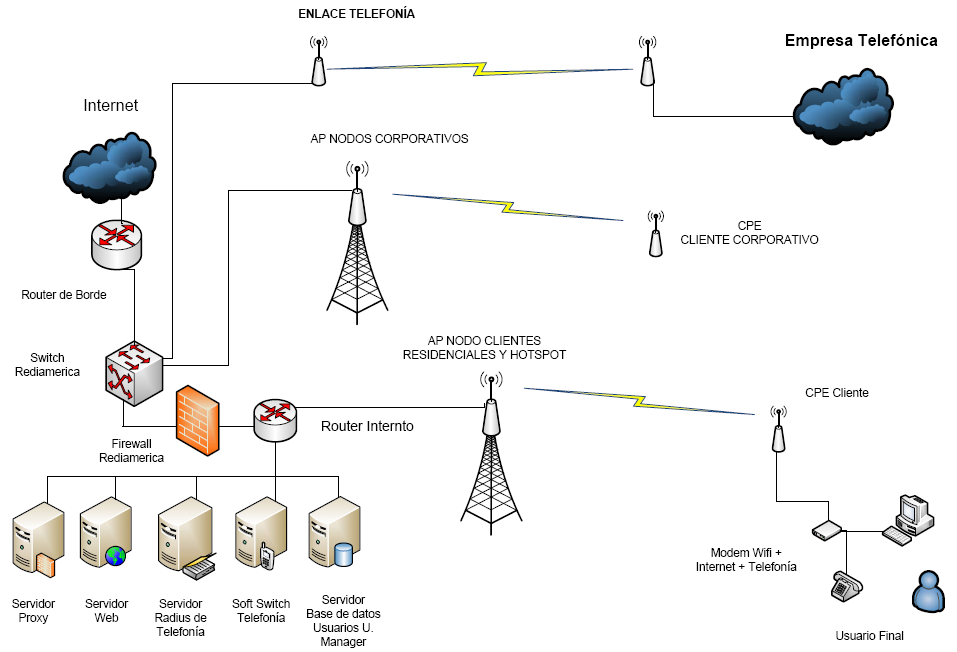 ENLACE TELEFONÍA
Empresa Telefónica
Internet
AP NODOS CORPORATIVOS
CPE
CLIENTE CORPORATIVO
Router de Borde
AP NODO CLIENTES
RESIDENCIALES Y HOTSPOT
Switch
Rediamerica
CPE Cliente
Router Internto
Firewall
Rediamerica
Modem Wifi +
Internet + Telefonía
Servidor
Proxy
Servidor
Web
Servidor
Radius de
Telefonía
Soft Switch
Telefonía
Servidor
Base de datos
Usuarios U.
Manager
Usuario Final